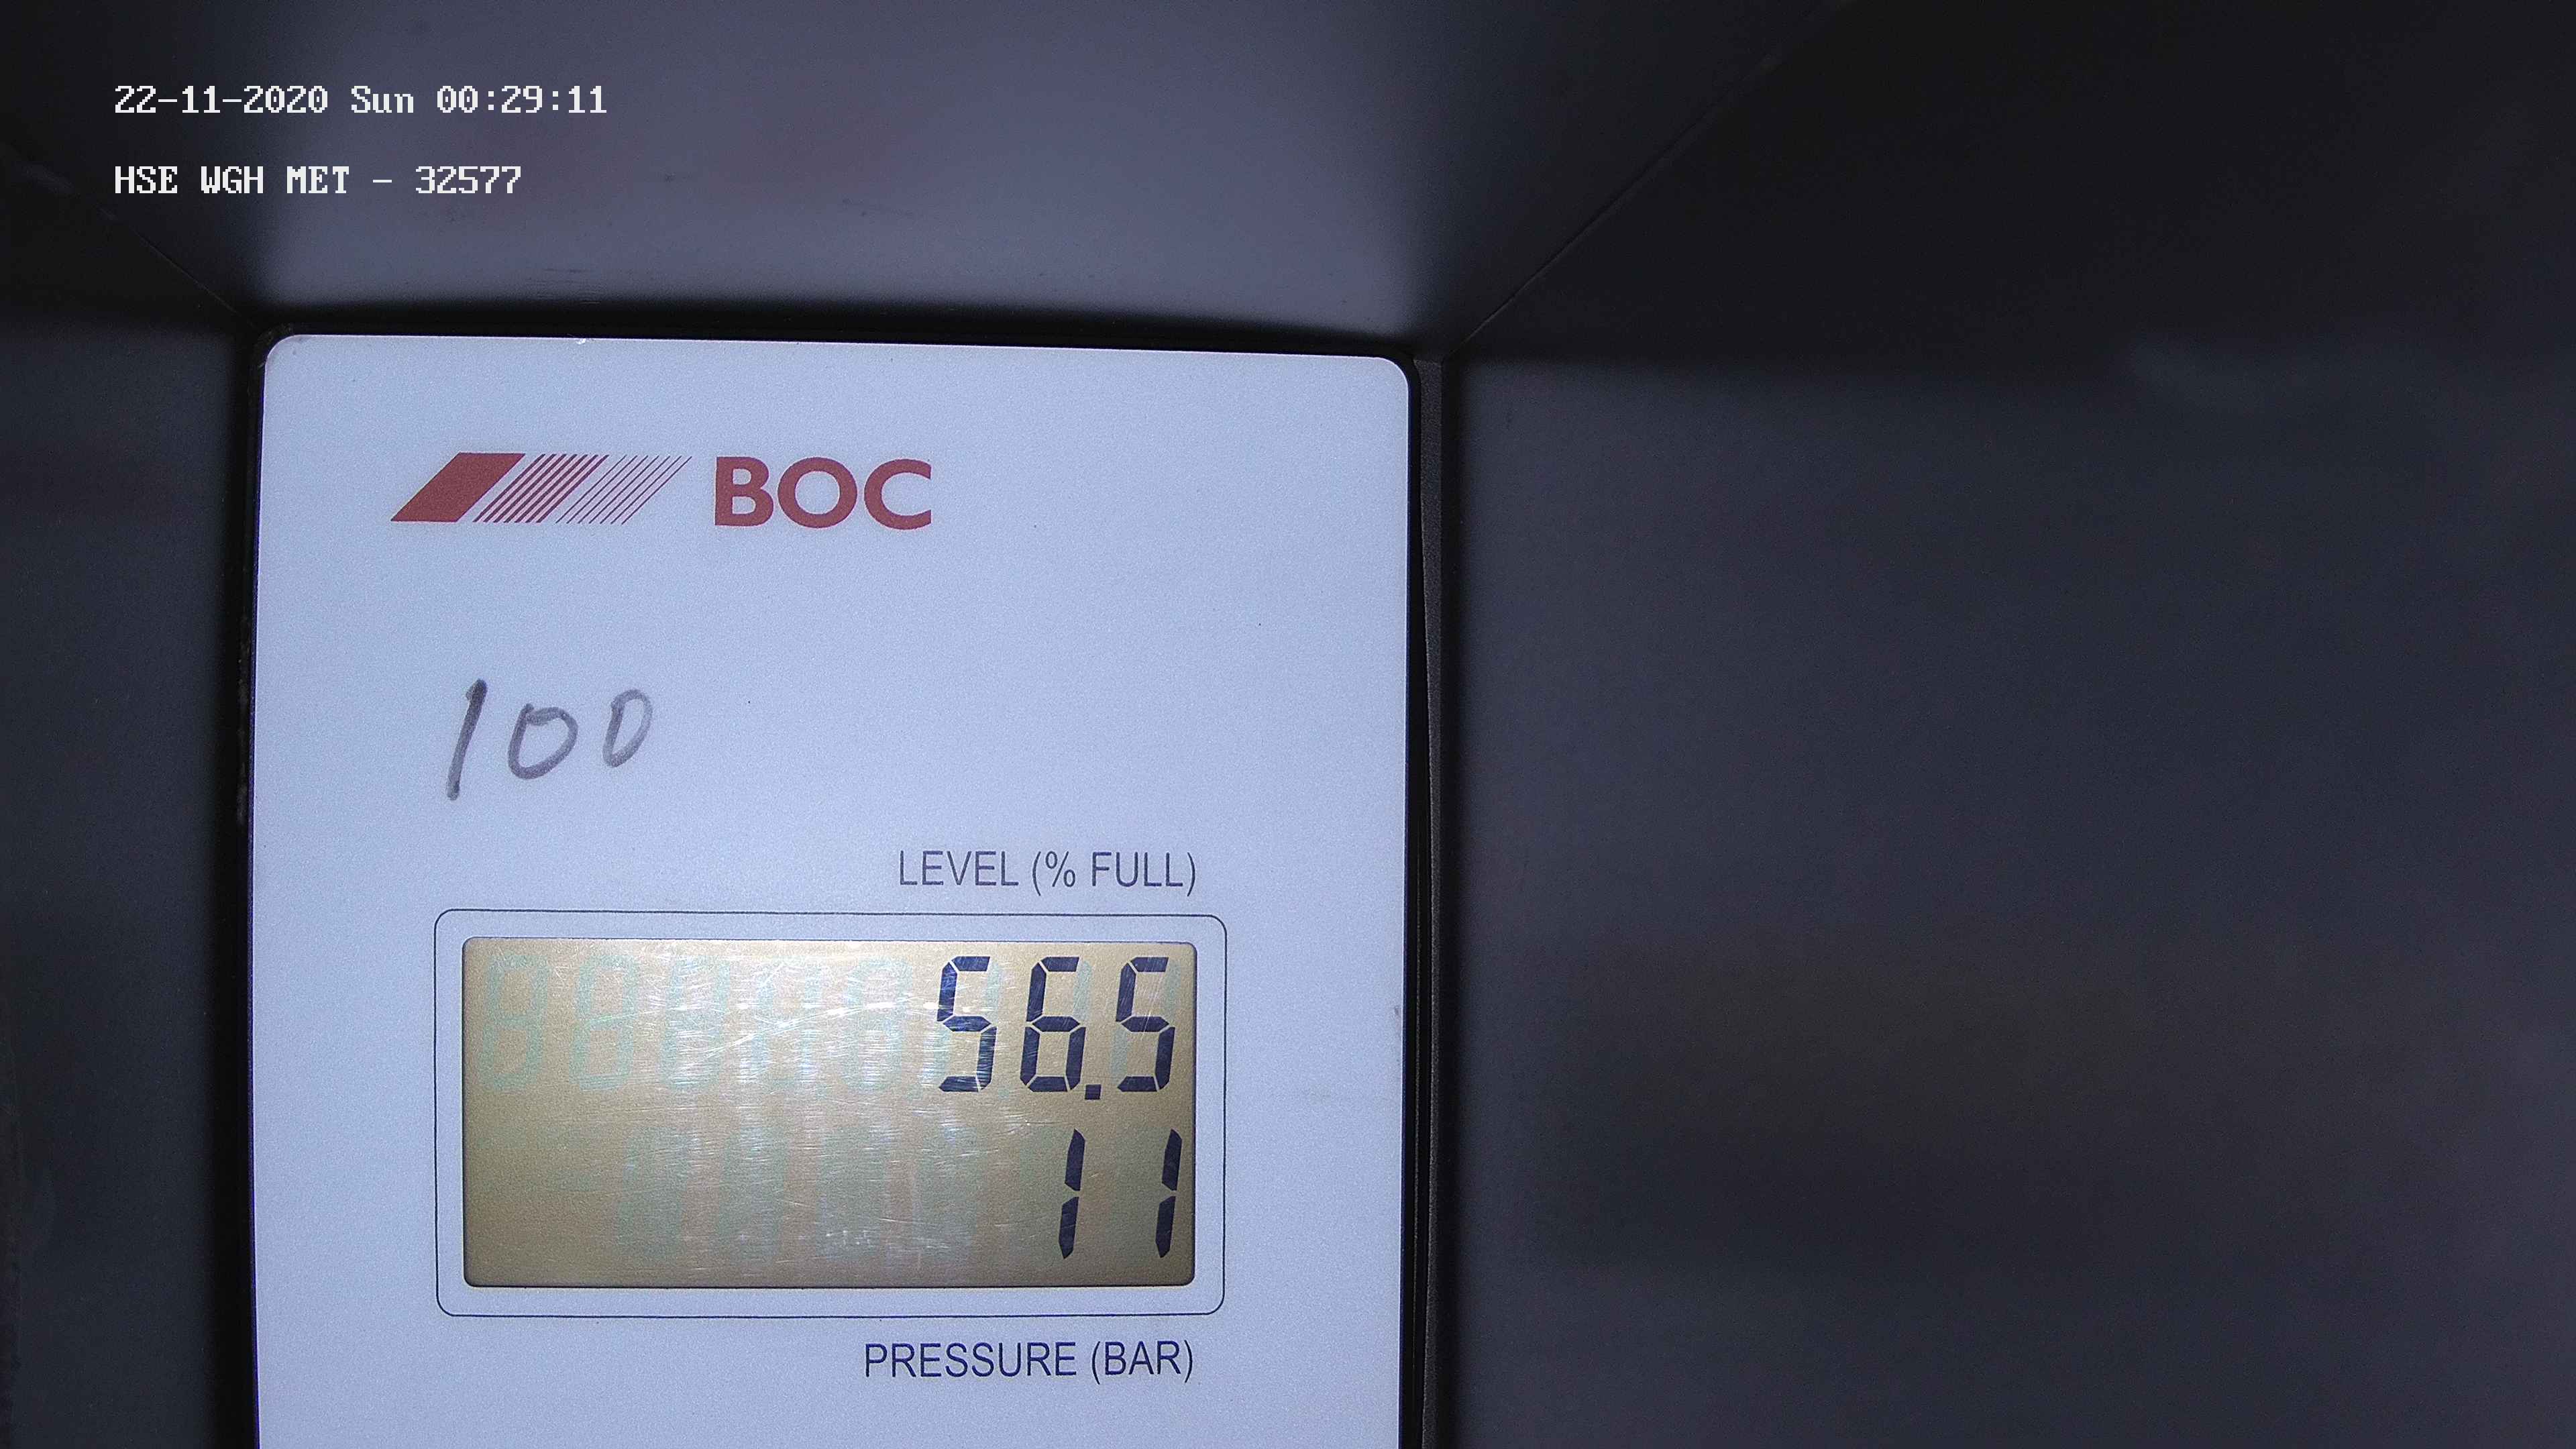 22-11-2020 Sun 00:29:11
HSE WGH MET - 32577
BOC
100
LEVEL (% FULL)
56.5
11
PRESSURE (BAR)